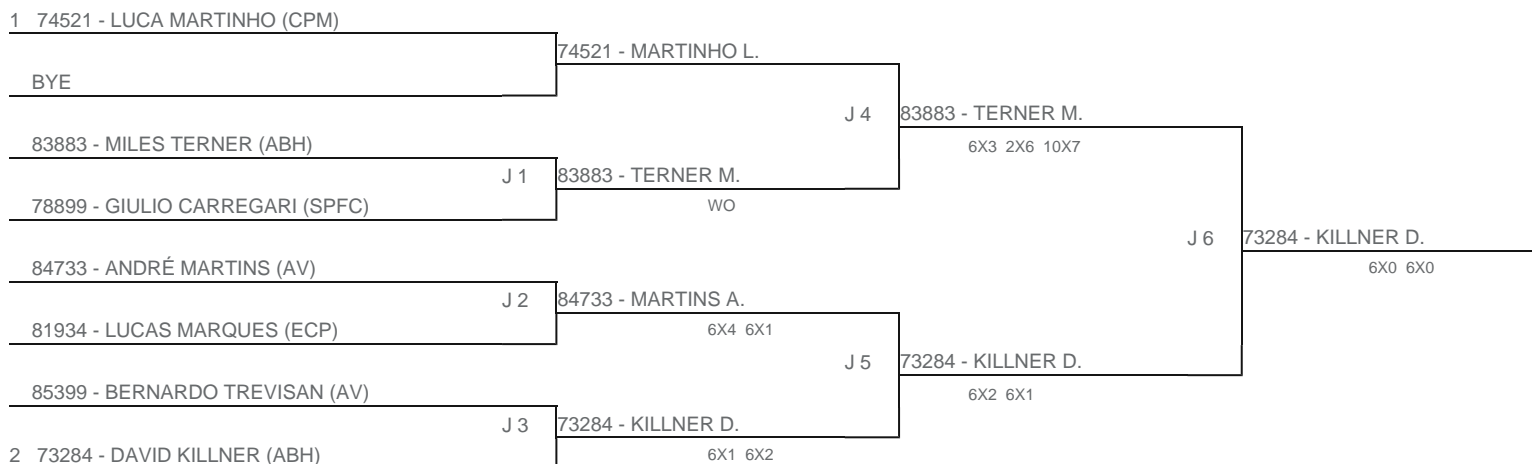 1 74521 - LUCA MARTINHO (CPM)
74521 - MARTINHO L.
BYE
J 4
83883 - TERNER M.
6X3 2X6 10X7
83883 - MILES TERNER (ABH)
J 1
83883 - TERNER M.
WO
78899 - GIULIO CARREGARI (SPFC)
J 6
73284 - KILLNER D.
6X0 6X0
84733 - ANDRÉ MARTINS (AV)
J 2
84733 - MARTINS A.
6X4 6X1
81934 - LUCAS MARQUES (ECP)
J 5
73284 - KILLNER D.
6X2 6X1
85399 - BERNARDO TREVISAN (AV)
J 3
73284 - KILLNER D.
6X1 6X2
2 73284 - DAVID KILLNER (ABH)